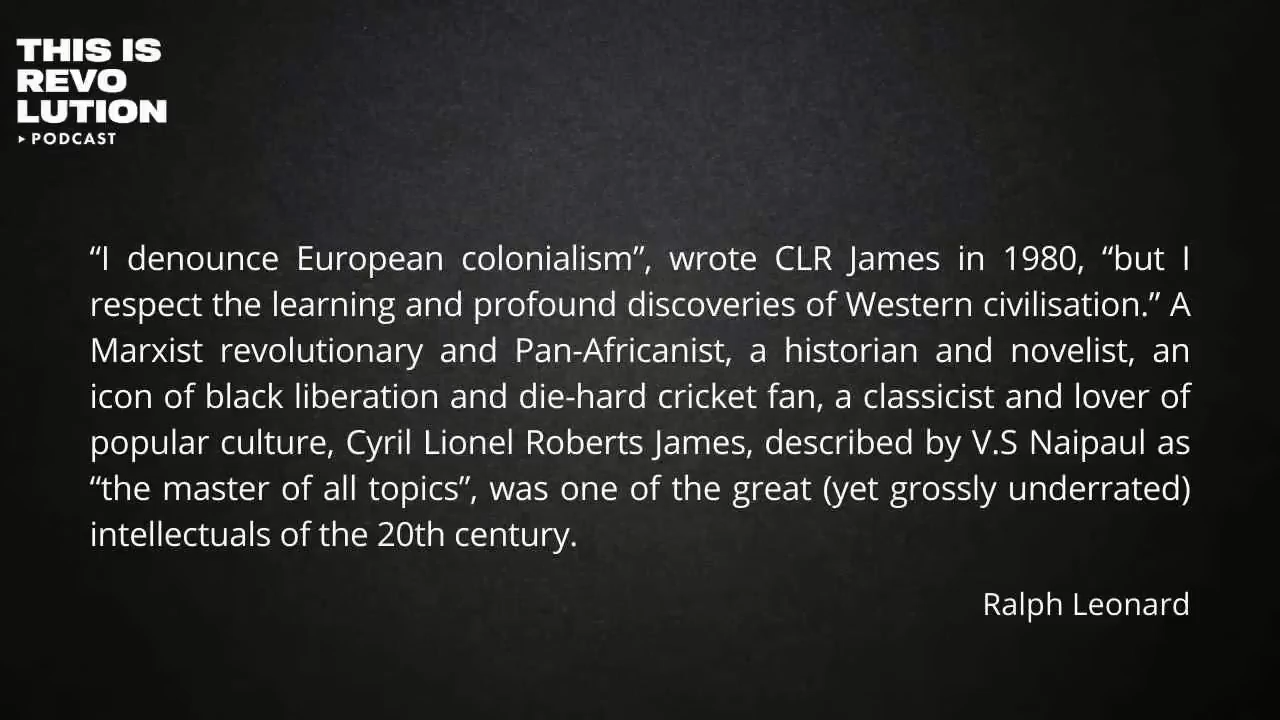 THIS IS
REVO
LUTION
PODCAST
“I denounce European colonialism”, wrote CLR James in 1980, “but I
respect the learning and profound discoveries of Western civilisation.” A
Marxist revolutionary and Pan-Africanist, a historian and novelist, an
icon of black liberation and die-hard cricket fan, a classicist and lover of
popular culture, Cyril Lionel Roberts James, described by V.S Naipaul as
“the master of all topics”, was one of the great (yet grossly underrated)
intellectuals of the 20th century.
Ralph Leonard